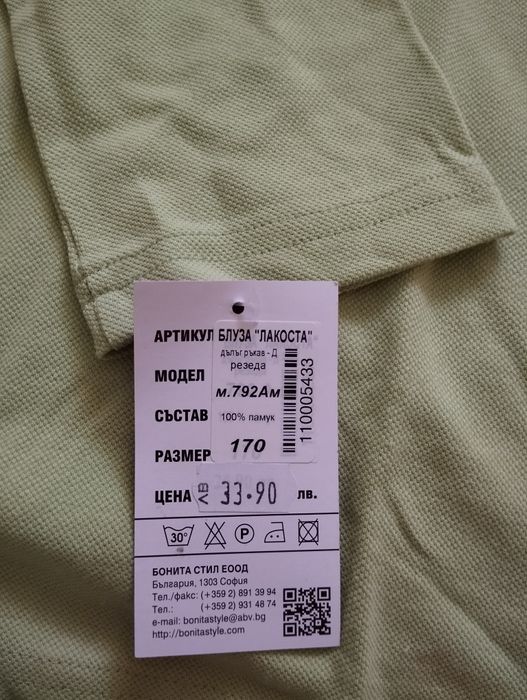 АРТИКУЛ БЛУЗА "ЛАКОСТА"
дълъг ръкав - Д
резеда
МОДЕЛ м.792Ам
СЪСТАВ 100% памук
РАЗМЕР 170
110005433
ЦЕНА ЛВ 33.90 лв.
30° P
БОНИТА СТИЛ ЕООД
България, 1303 София
Тел./факс: (+359 2) 891 39 94
Тел.: (+359 2) 931 48 74
e-mail: bonitastyle@abv.bg
http://bonitastyle.com